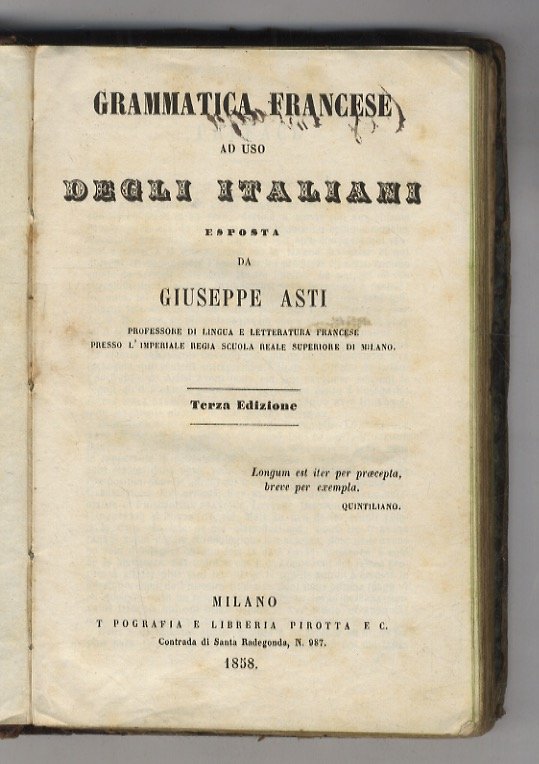 GRAMMATICA FRANCESE
AD USO
DEGLI ITALIANI
ESPOSTA
DA
GIUSEPPE ASTI
PROFESSORE DI LINGUA E LETTERATURA FRANCESE
PRESSO L'IMPERIALE REGIA SCUOLA REALE SUPERIORE DI MILANO.
Terza Edizione
Longum est iter per præcepta,
breve per exempla.
QUINTILIANO.
MILANO
T POGRAFIA E LIBRERIA PIROTTA E C.
Contrada di Santa Radegonda, N. 987.
1858.